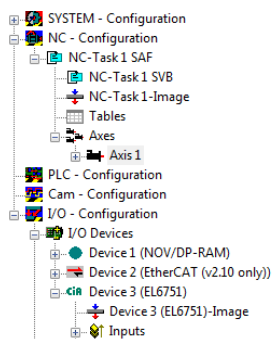 SYSTEM - Configuration
NC - Configuration
NC-Task 1 SAF
NC-Task 1 SVB
NC-Task 1-Image
Tables
Axes
Axis 1
PLC - Configuration
Cam - Configuration
I/O - Configuration
I/O Devices
Device 1 (NOV/DP-RAM)
Device 2 (EtherCAT (v2.10 only))
CiA Device 3 (EL6751)
Device 3 (EL6751)-Image
Inputs